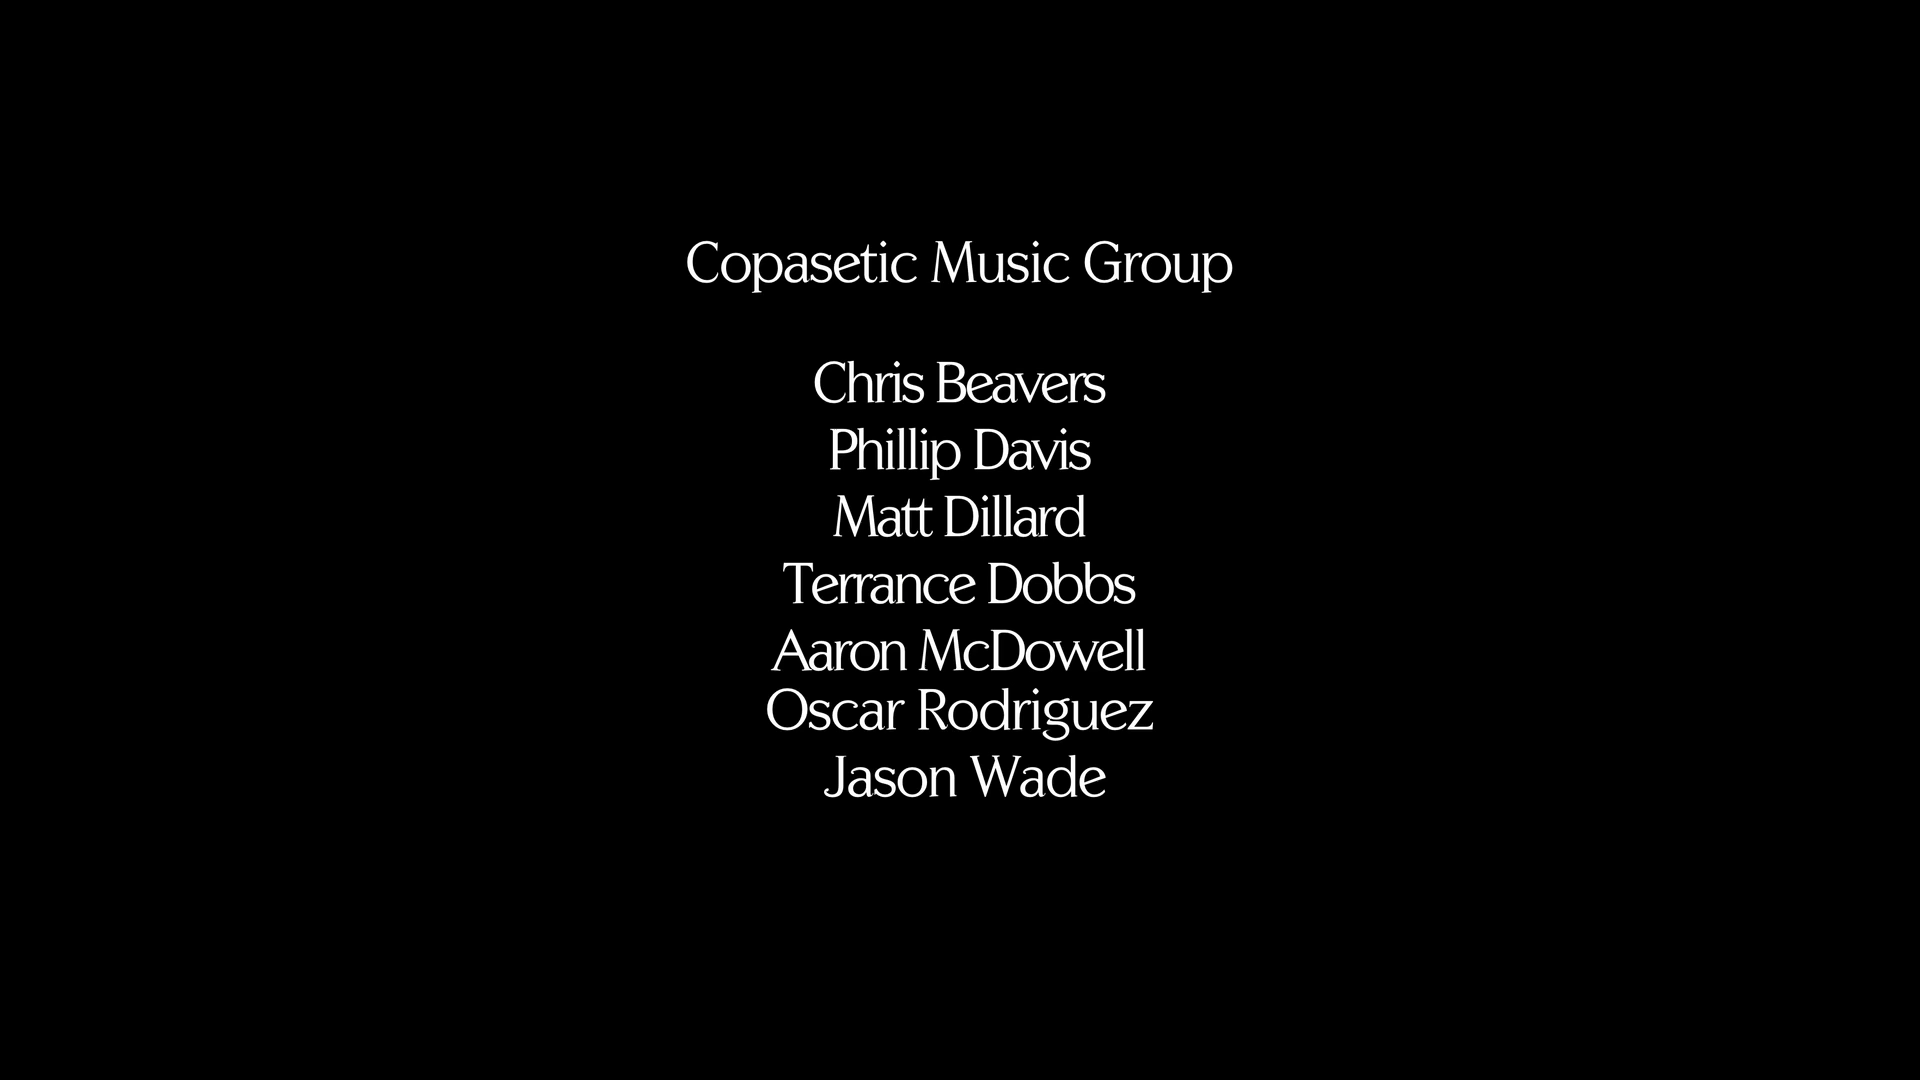 Copasetic Music Group
Chris Beavers
Phillip Davis
Matt Dillard
Terrance Dobbs
Aaron McDowell
Oscar Rodriguez
Jason Wade